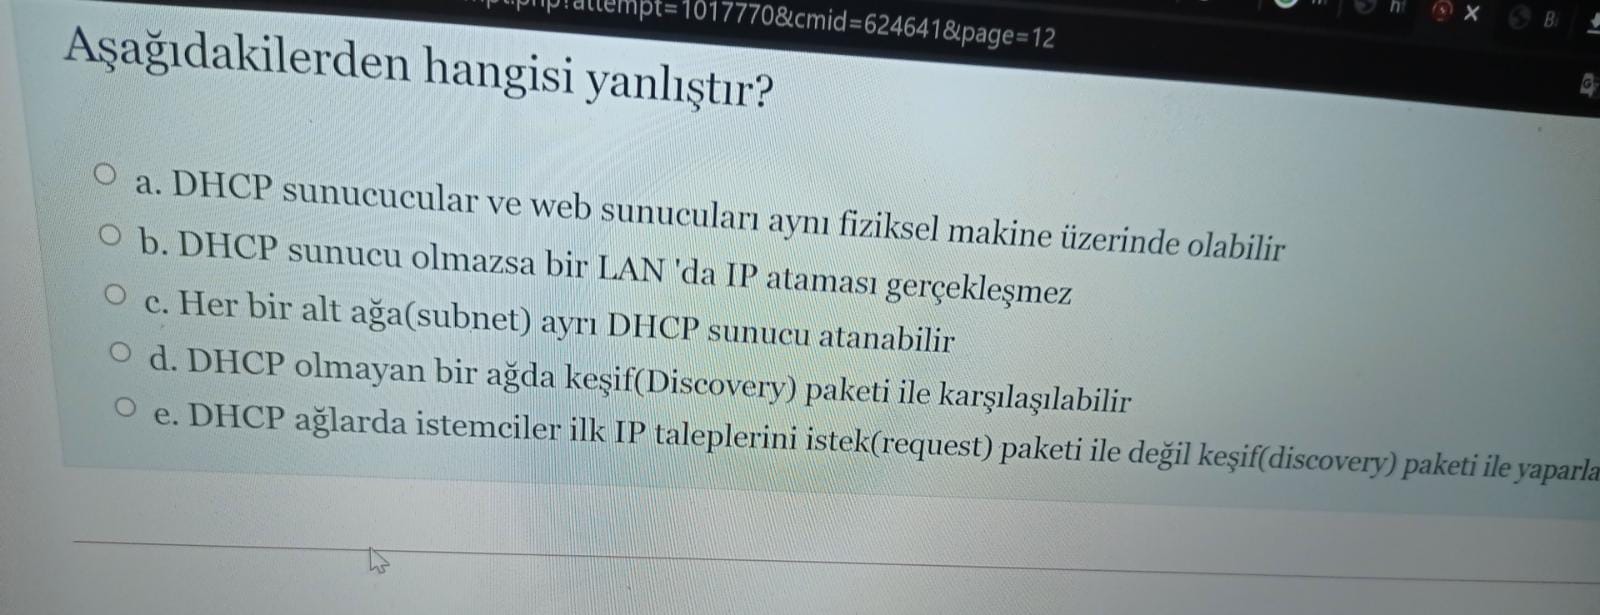 attempt=1017770&cmid=624641&page=12
Aşağıdakilerden hangisi yanlıştır?
a. DHCP sunucucular ve web sunucuları aynı fiziksel makine üzerinde olabilir
b. DHCP sunucu olmazsa bir LAN 'da IP ataması gerçekleşmez
c. Her bir alt ağa(subnet) ayrı DHCP sunucu atanabilir
d. DHCP olmayan bir ağda keşif(Discovery) paketi ile karşılaşılabilir
e. DHCP ağlarda istemciler ilk IP taleplerini istek(request) paketi ile değil keşif(discovery) paketi ile yaparla